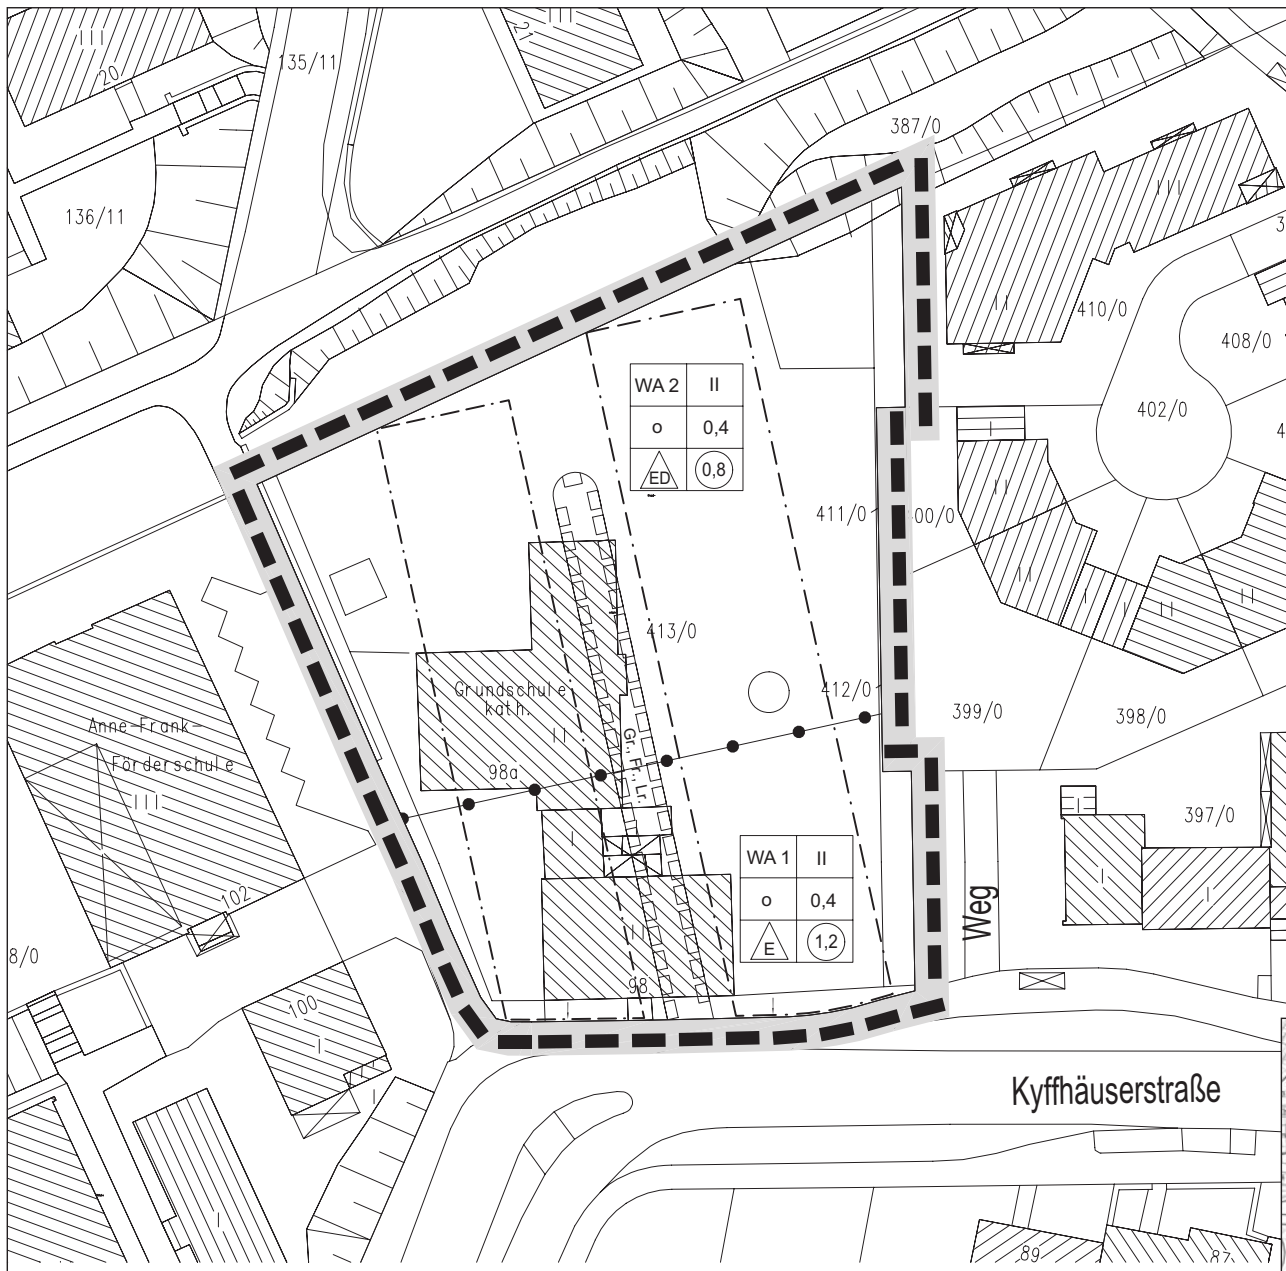 III
III
20
21
135/11
387/0
136/11
III
II
410/0
408/0
402/0
WA 2 II
o 0,4
ED 0,8
I
II
411/0
00/0
II
I
I
II
II
413/0
Grundschule
kath.
II
412/0
399/0
398/0
Anne-Frank-
Förderschule
III
Gr., Fr., Lr.
98a
397/0
I
I
I
I
WA 1 II
o 0,4
E 1,2
102
Weg
8/0
II
98
I
I
100
I
I
Kyffhäuserstraße
I
89
87